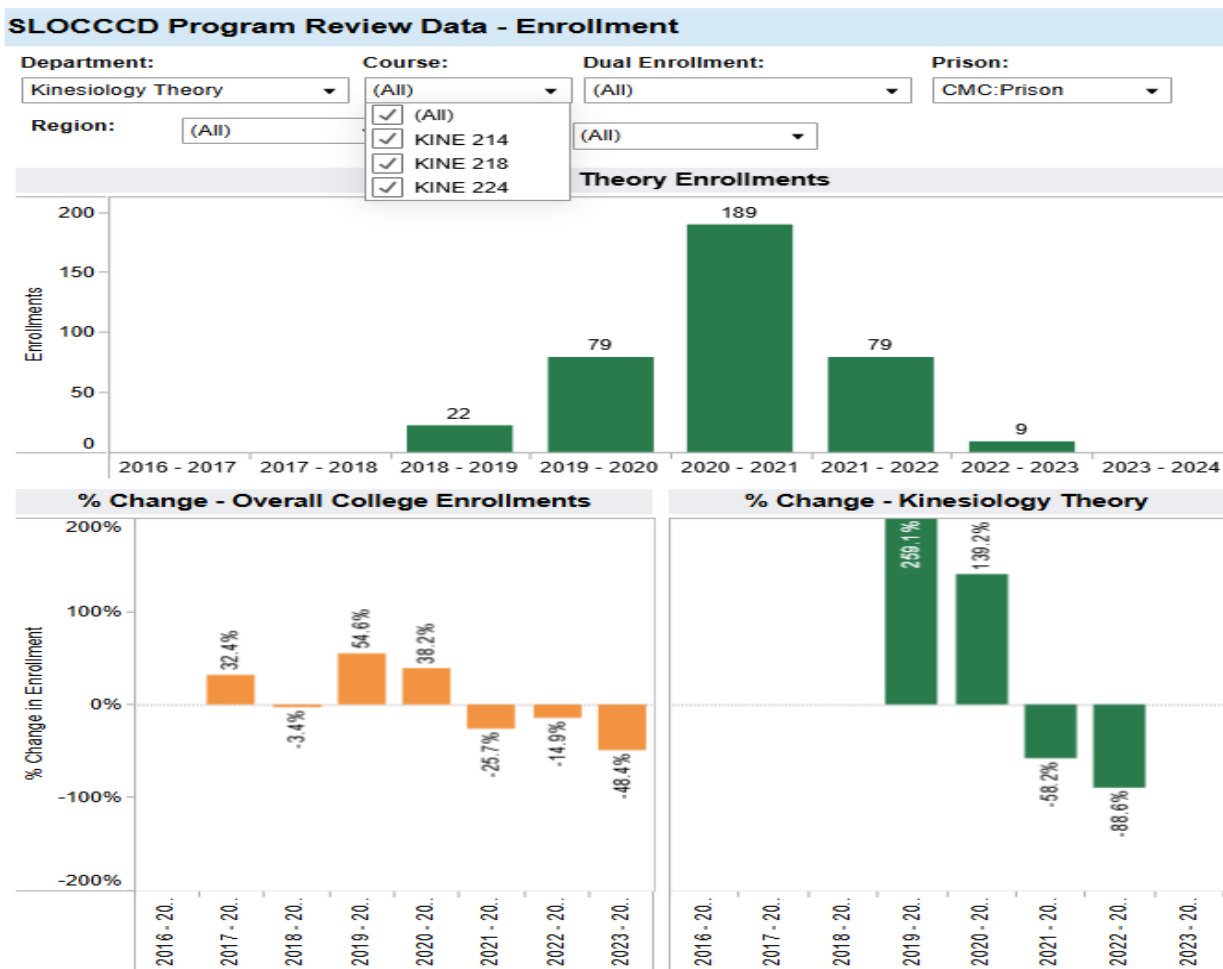 SLOCCCD Program Review Data - Enrollment
Department: Course: Dual Enrollment: Prison:
Kinesiology Theory (All) (All) CMC:Prison
(All)
KINE 214
KINE 218
KINE 224
Region: (All) (All)
Theory Enrollments
Enrollments
200
150
100
50
0
22
79
189
79
9
2016 - 2017 2017 - 2018 2018 - 2019 2019 - 2020 2020 - 2021 2021 - 2022 2022 - 2023 2023 - 2024
% Change - Overall College Enrollments
% Change in Enrollment
200%
100%
0%
-100%
-200%
32.4%
-3.4%
54.6%
38.2%
-25.7%
-14.9%
-48.4%
2016 - 20..
2017 - 20..
2018 - 20..
2019 - 20..
2020 - 20..
2021 - 20..
2022 - 20..
2023 - 20..
% Change - Kinesiology Theory
259.1%
139.2%
-58.2%
-88.6%
2016 - 20..
2017 - 20..
2018 - 20..
2019 - 20..
2020 - 20..
2021 - 20..
2022 - 20..
2023 - 20..